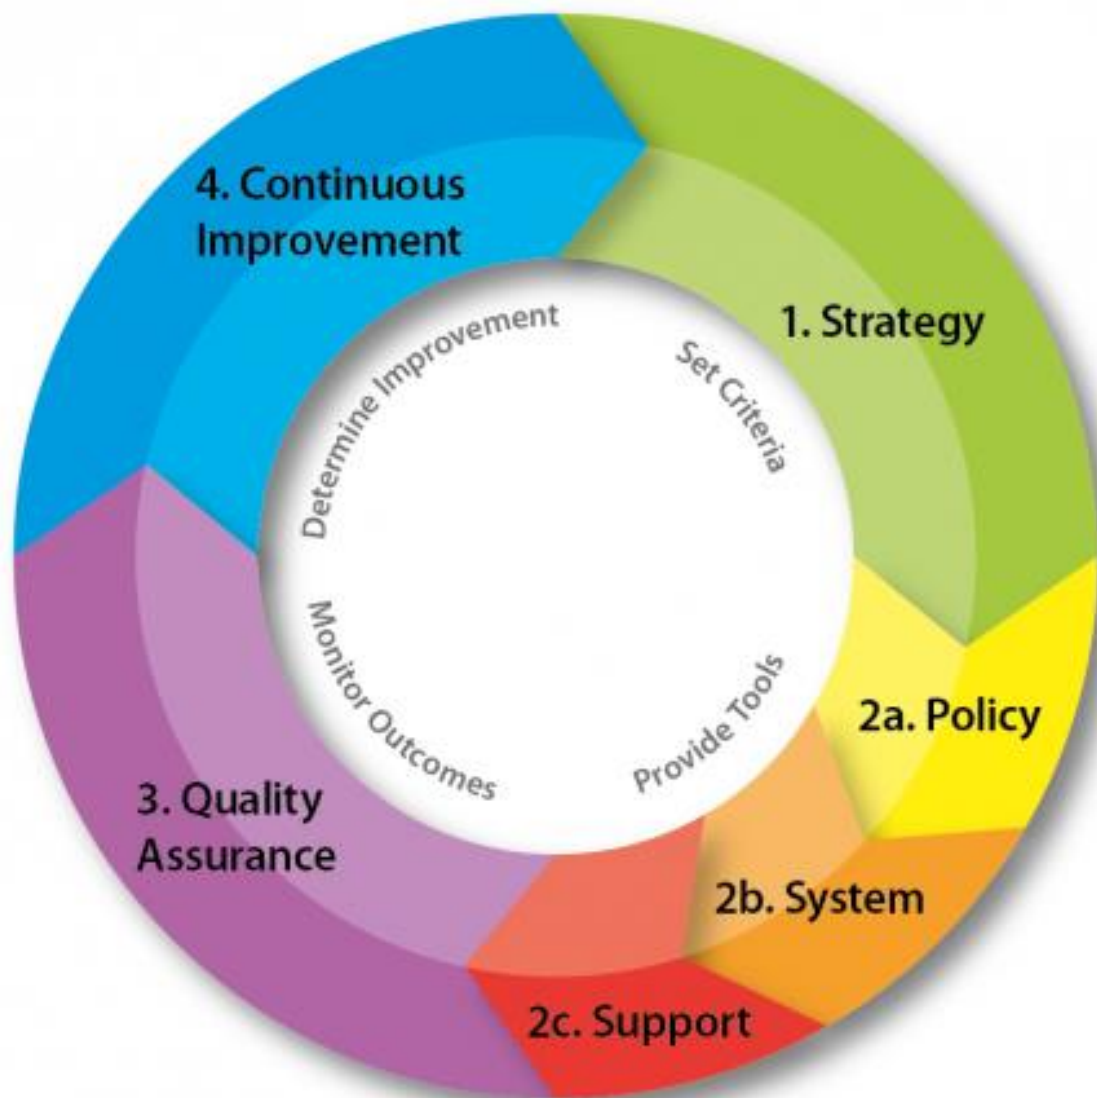 4. Continuous
Improvement
1. Strategy
Determine Improvement
Set Criteria
Monitor Outcomes
Provide Tools
2a. Policy
3. Quality
Assurance
2b. System
2c. Support